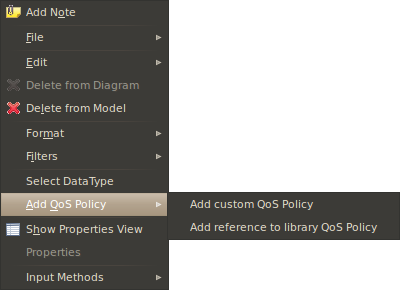 Add Note
File
Edit
Delete from Diagram
Delete from Model
Format
Filters
Select DataType
Add QoS Policy
Add custom QoS Policy
Add reference to library QoS Policy
Show Properties View
Properties
Input Methods